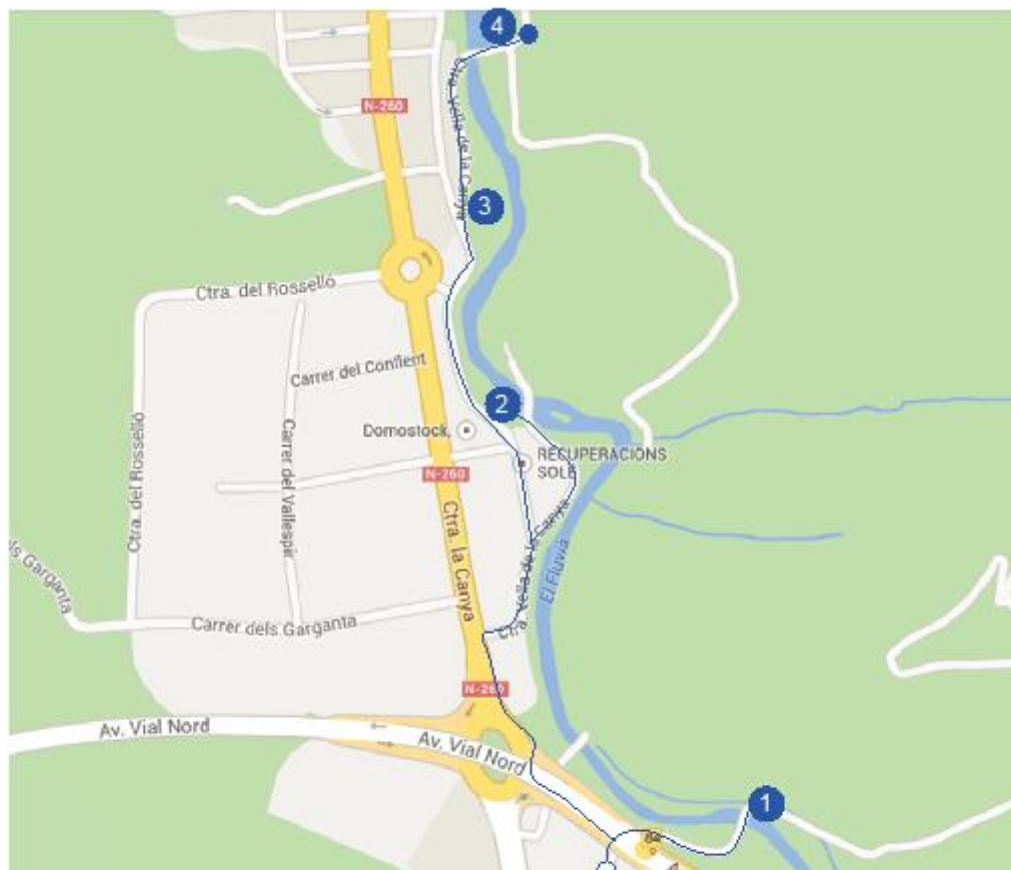 4
N-260
Ctra. Vella de la Canya
3
Ctra. del Rosselló
Carrer del Conflent
2
Domostock,
RECUPERACIONS
SOLÉ
N-260
Ctra. del Rosselló
Carrer del Vallespir
Ctra. la Canya
Ctra. Vella de la Canya
El Fluvià
els Garganta
Carrer dels Garganta
N-260
Av. Vial Nord
Av. Vial Nord
1